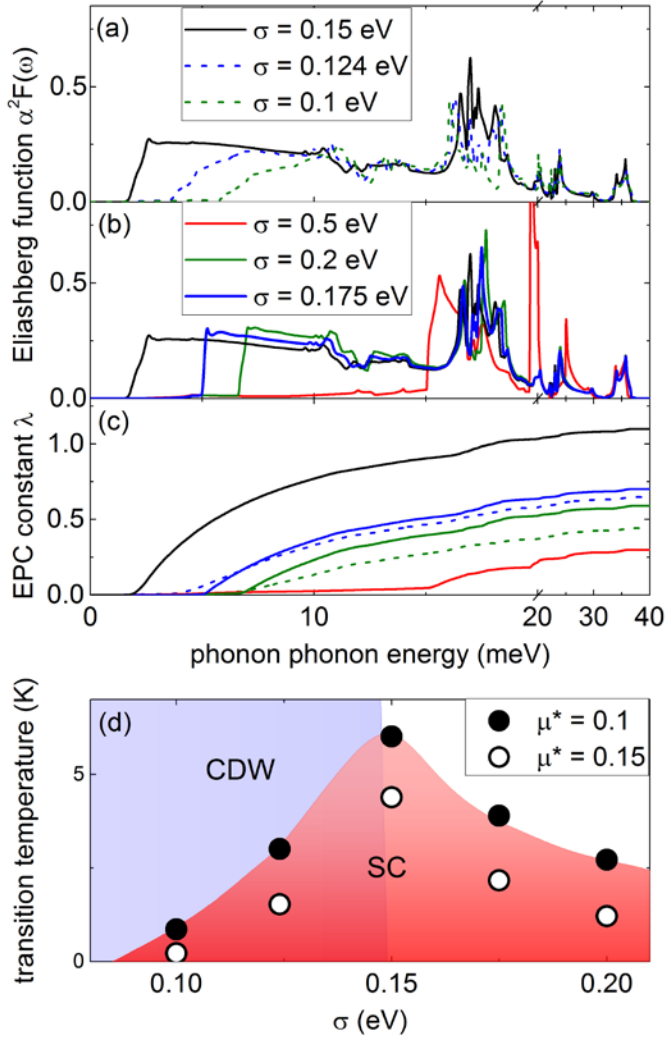 (a)
σ = 0.15 eV
σ = 0.124 eV
σ = 0.1 eV
0.5
0.0
Eliashberg function α²F(ω)
(b)
σ = 0.5 eV
σ = 0.2 eV
σ = 0.175 eV
0.5
0.0
(c)
1.0
0.5
0.0
EPC constant λ
0 10 20 30 40
phonon phonon energy (meV)
(d)
CDW
SC
μ* = 0.1
μ* = 0.15
5
0
transition temperature (K)
0.10 0.15 0.20
σ (eV)